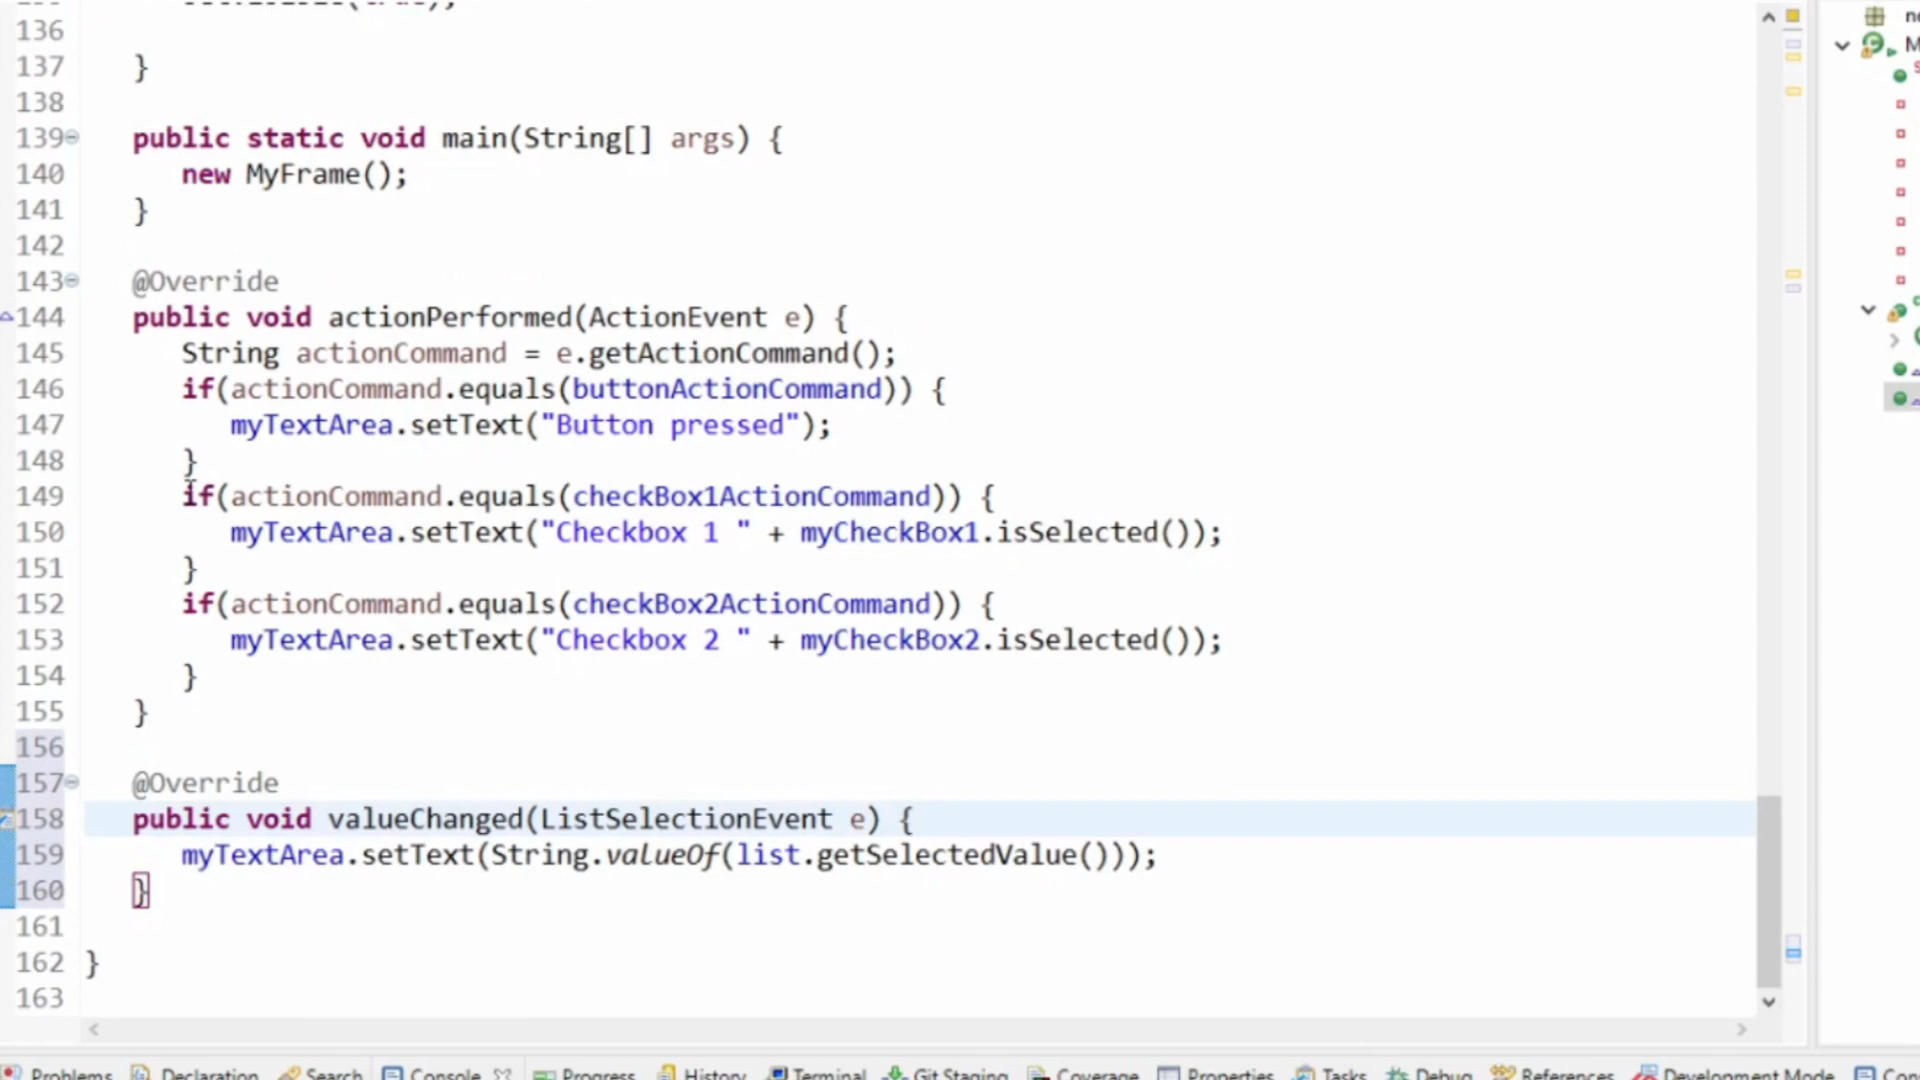 136
137 }
138
139 public static void main(String[] args) {
140 new MyFrame();
141 }
142
143 @Override
144 public void actionPerformed(ActionEvent e) {
145 String actionCommand = e.getActionCommand();
146 if(actionCommand.equals(buttonActionCommand)) {
147 myTextArea.setText("Button pressed");
148 }
149 if(actionCommand.equals(checkBox1ActionCommand)) {
150 myTextArea.setText("Checkbox 1 " + myCheckBox1.isSelected());
151 }
152 if(actionCommand.equals(checkBox2ActionCommand)) {
153 myTextArea.setText("Checkbox 2 " + myCheckBox2.isSelected());
154 }
155 }
156
157 @Override
158 public void valueChanged(ListSelectionEvent e) {
159 myTextArea.setText(String.valueOf(list.getSelectedValue()));
160 }
161
162 }
163
Problems Declaration Search Console Progress History Terminal Git Staging Coverage Properties Tasks Debug References Development Mode